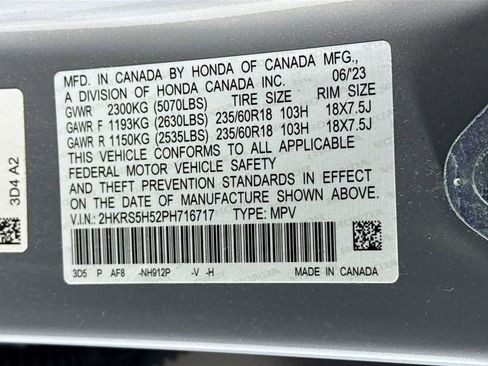 MFD. IN CANADA BY HONDA OF CANADA MFG.,
A DIVISION OF HONDA CANADA INC. 06/'23
GVWR 2300KG (5070LBS) TIRE SIZE RIM SIZE
GAWR F 1193KG (2630LBS) 235/60R18 103H 18X7.5J
GAWR R 1150KG (2535LBS) 235/60R18 103H 18X7.5J
THIS VEHICLE CONFORMS TO ALL APPLICABLE
FEDERAL MOTOR VEHICLE SAFETY
AND THEFT PREVENTION STANDARDS IN EFFECT
ON THE DATE OF MANUFACTURE SHOWN ABOVE.
V.I.N.: 2HKRS5H52PH716717 TYPE: MPV
3D5 P AF8 -NH912P -V -H
MADE IN CANADA
3D4 A2